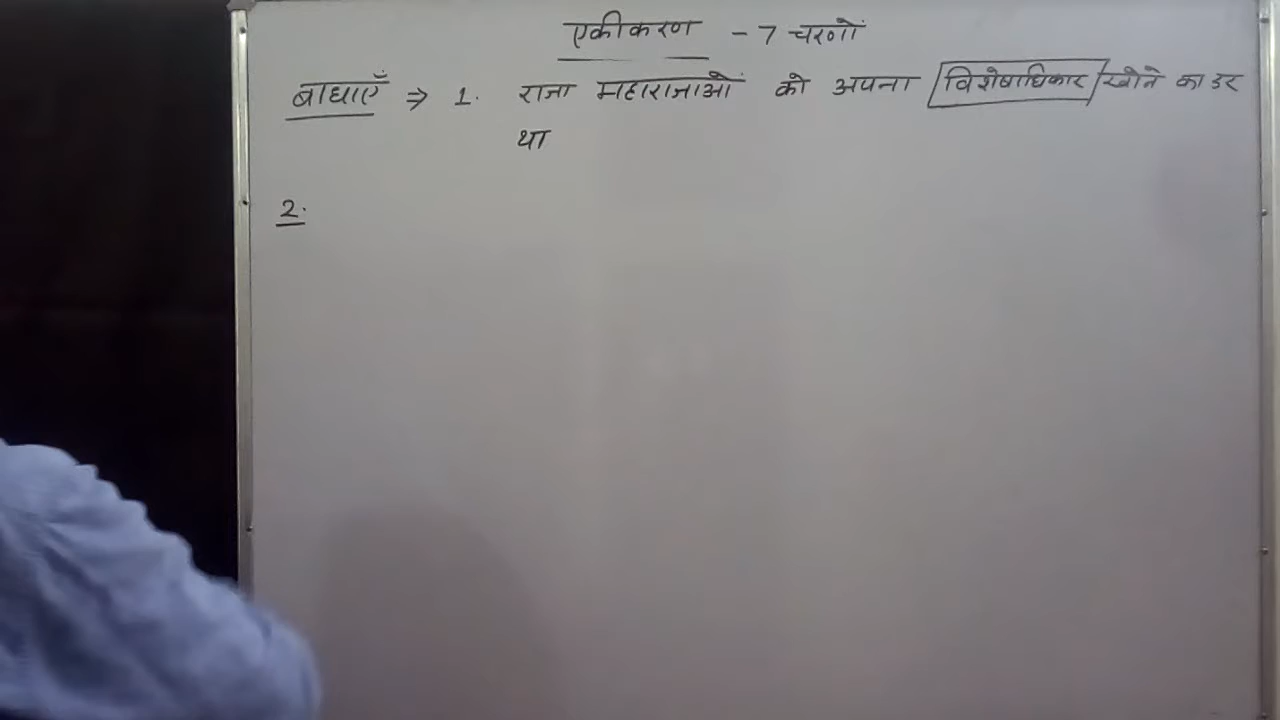 एकीकरण - 7 चरणों
बाधाएँ ⇒ 1. राजा महाराजाओं को अपना विशेषाधिकार खोने का डर
था
2.